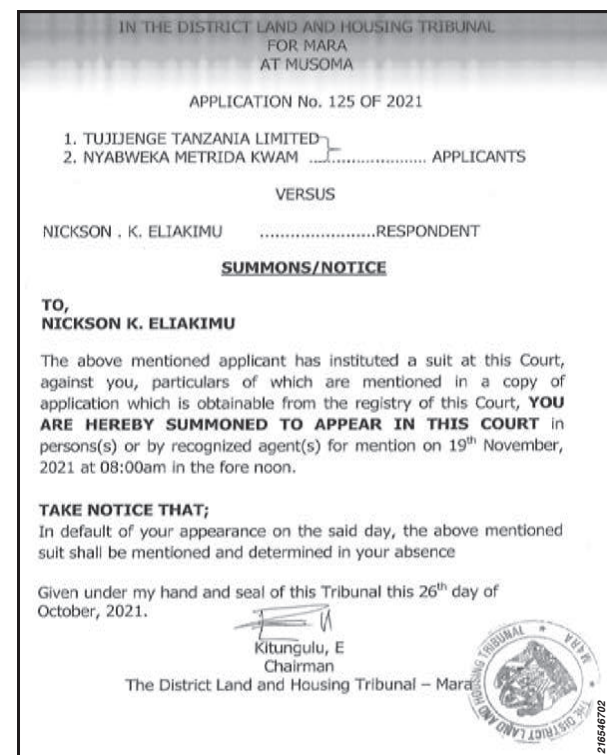 IN THE DISTRICT LAND AND HOUSING TRIBUNAL
FOR MARA
AT MUSOMA
APPLICATION No. 125 OF 2021
1. TUJIJENGE TANZANIA LIMITED
2. NYABWEKA METRIDA KWAM ........................ APPLICANTS
VERSUS
NICKSON . K. ELIAKIMU .......................RESPONDENT
SUMMONS/NOTICE
TO,
NICKSON K. ELIAKIMU
The above mentioned applicant has instituted a suit at this Court,
against you, particulars of which are mentioned in a copy of
application which is obtainable from the registry of this Court, YOU
ARE HEREBY SUMMONED TO APPEAR IN THIS COURT in
persons(s) or by recognized agent(s) for mention on 19th November,
2021 at 08:00am in the fore noon.
TAKE NOTICE THAT;
In default of your appearance on the said day, the above mentioned
suit shall be mentioned and determined in your absence
Given under my hand and seal of this Tribunal this 26th day of
October, 2021.
Kitungulu, E
Chairman
The District Land and Housing Tribunal – Mara
THE DISTRICT LAND AND HOUSING TRIBUNAL * MARA *
216546702